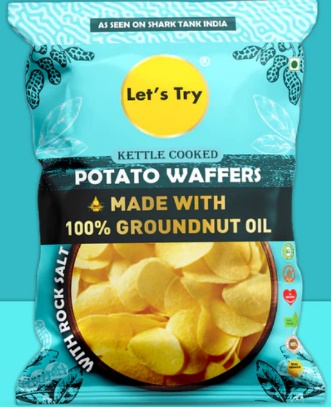 AS SEEN ON SHARK TANK INDIA
Let's Try
®
KETTLE COOKED
POTATO WAFFERS
MADE WITH
100% GROUNDNUT OIL
WITH ROCK SALT